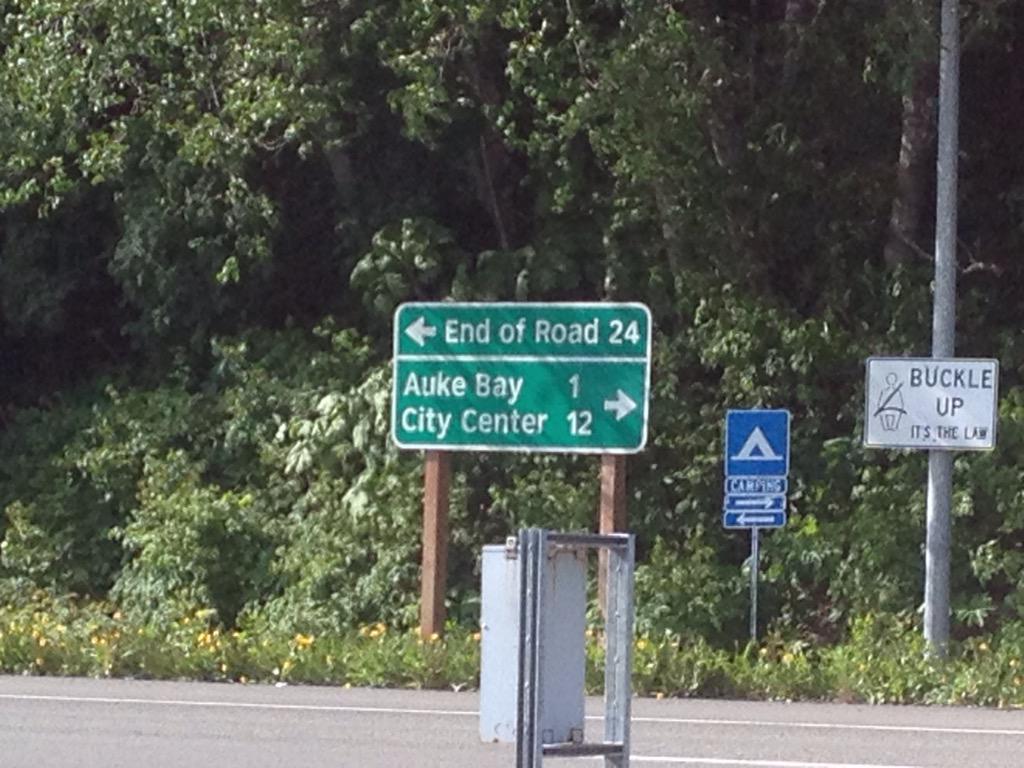 End of Road 24
Auke Bay 1
City Center 12
CAMPING
BUCKLE
UP
IT'S THE LAW